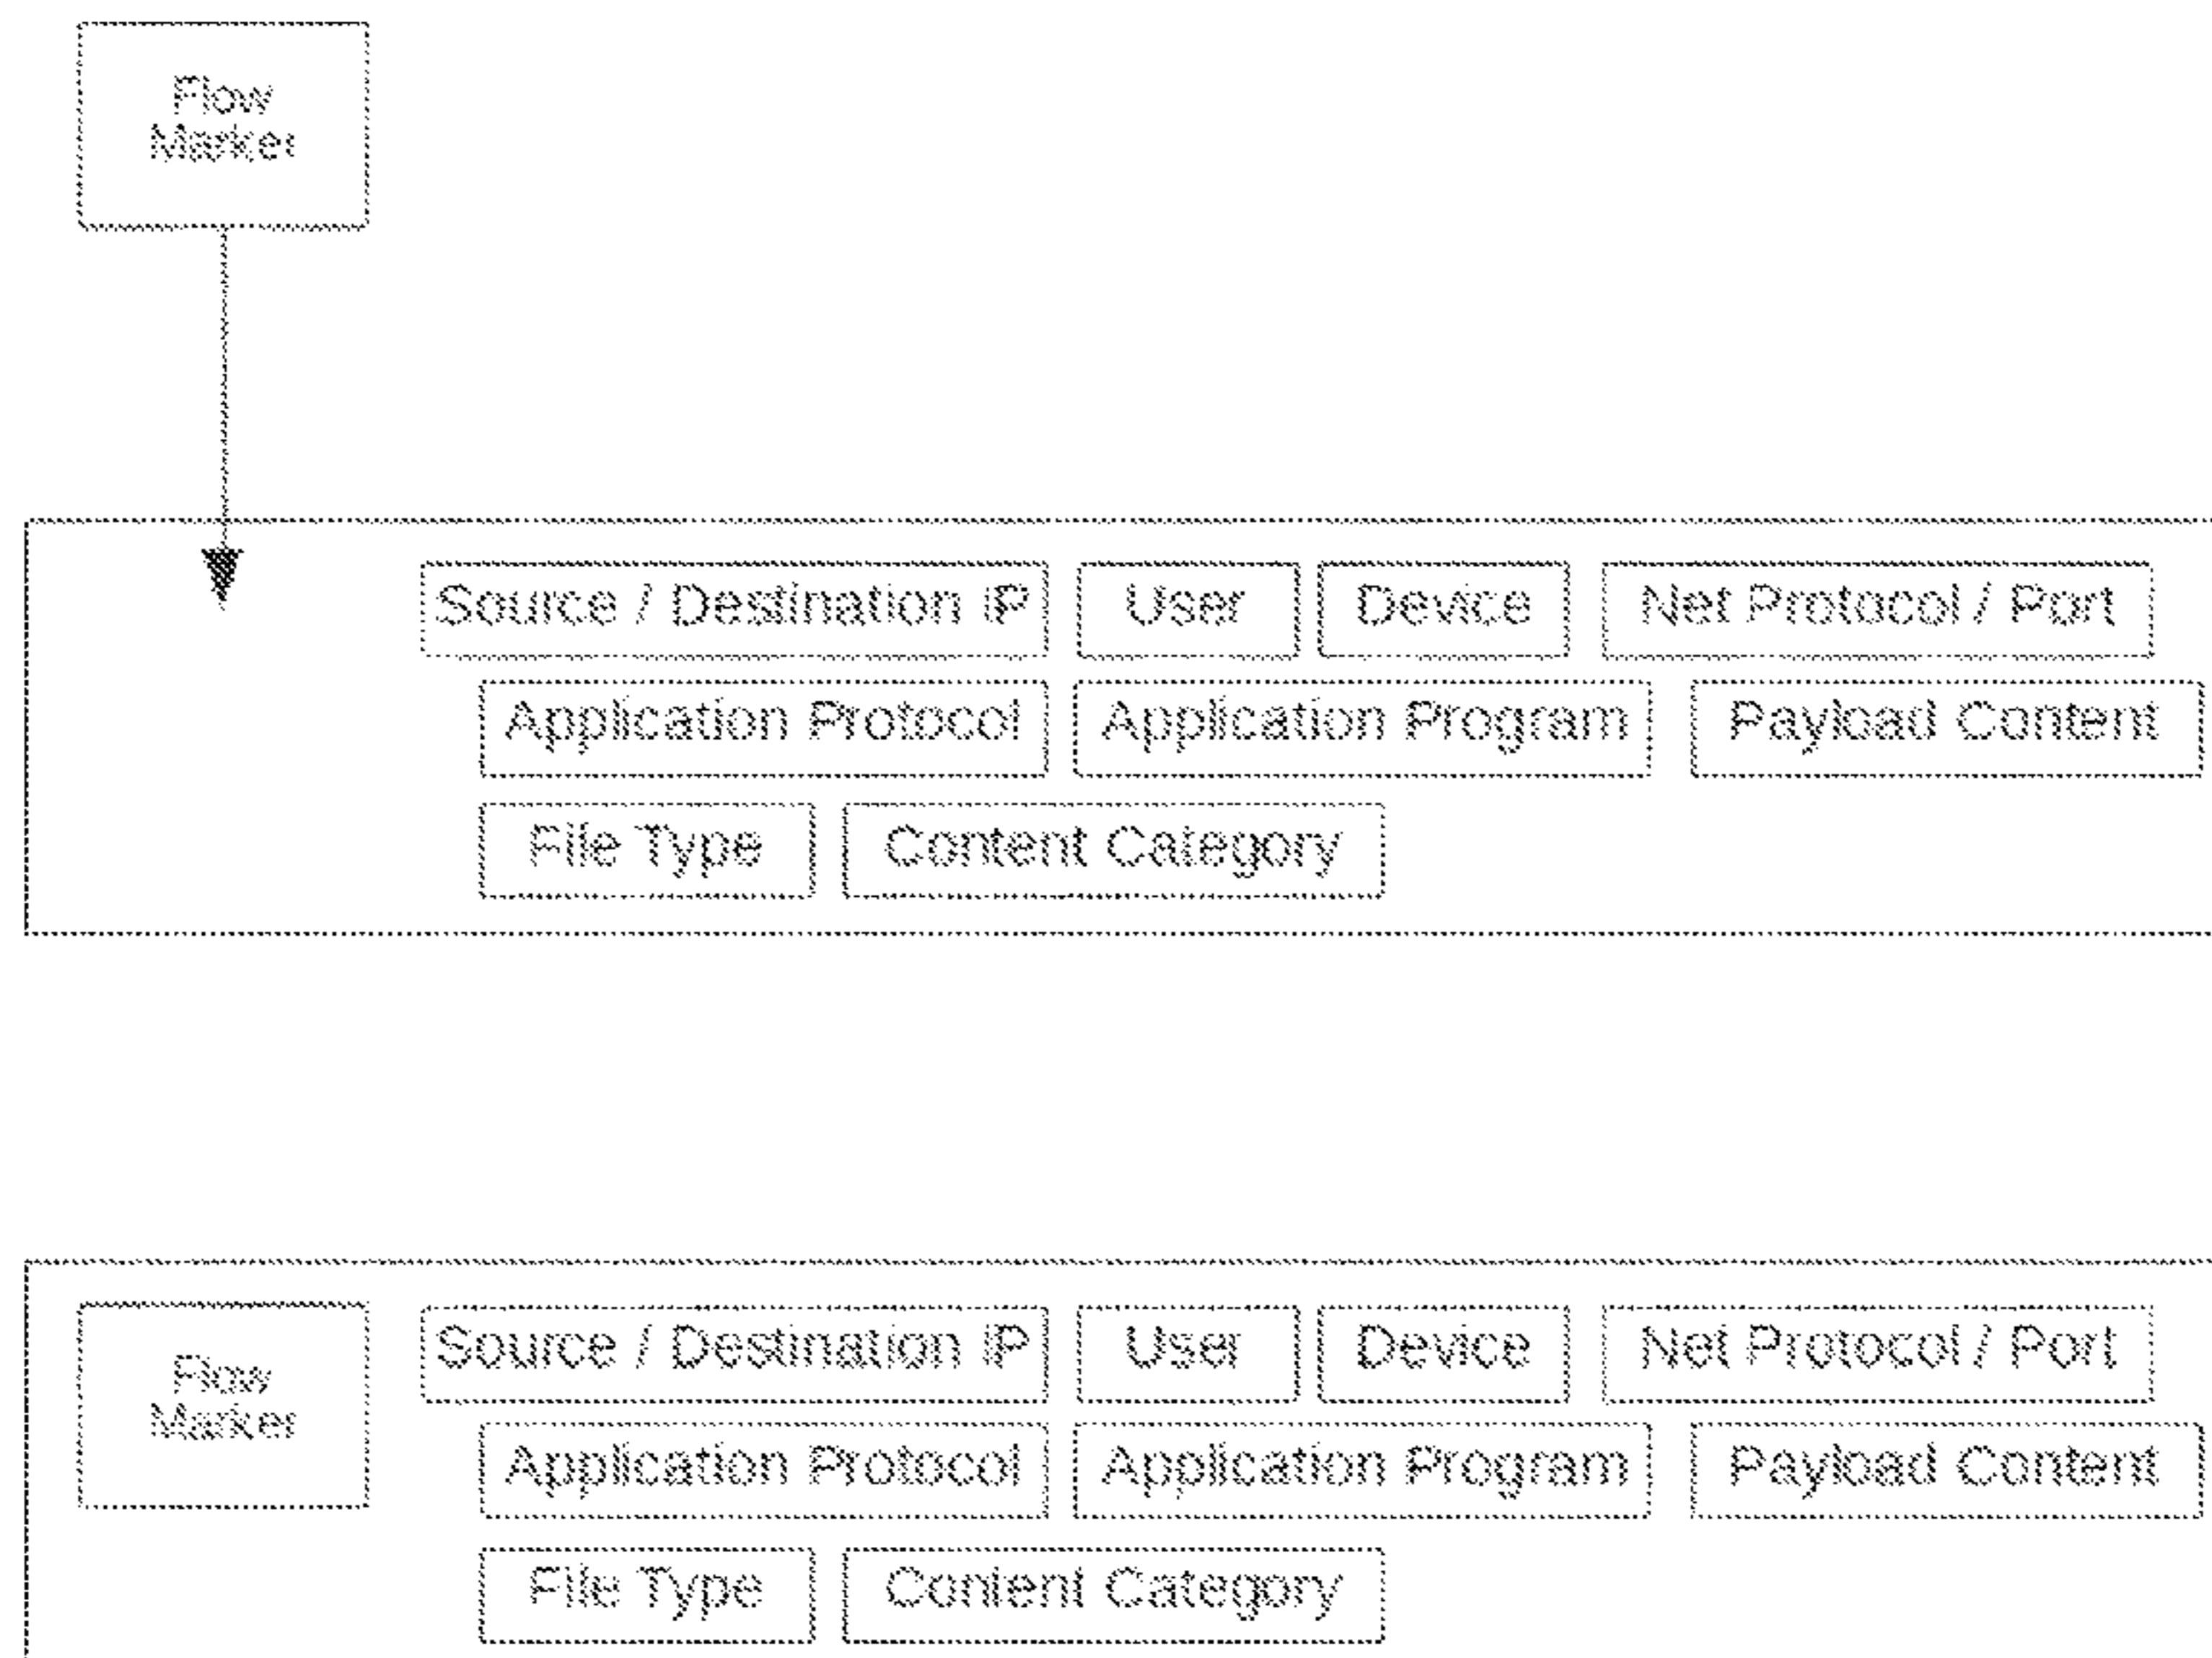 Flow
Marker
Source / Destination IP
User
Device
Net Protocol / Port
Application Protocol
Application Program
Payload Content
File Type
Content Category
Flow
Marker
Source / Destination IP
User
Device
Net Protocol / Port
Application Protocol
Application Program
Payload Content
File Type
Content Category